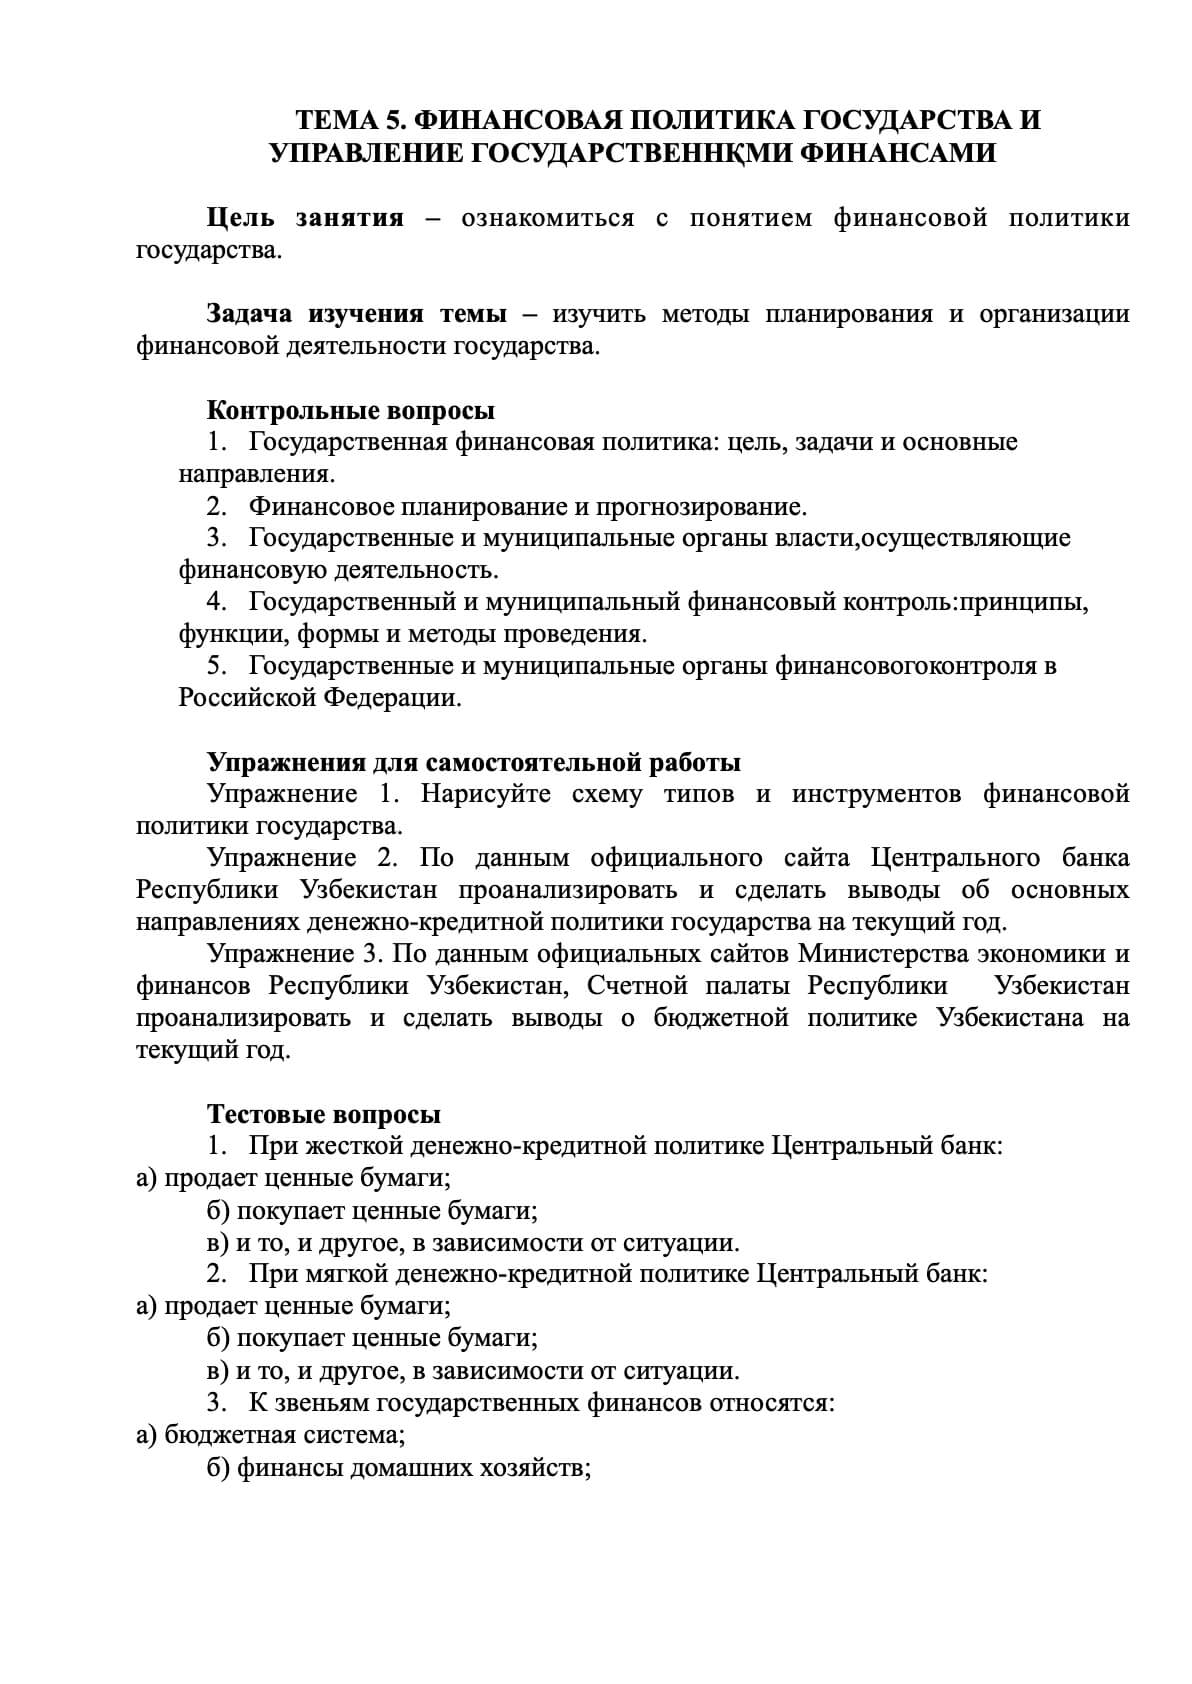 ТЕМА 5. ФИНАНСОВАЯ ПОЛИТИКА ГОСУДАРСТВА И
УПРАВЛЕНИЕ ГОСУДАРСТВЕННҚМИ ФИНАНСАМИ
Цель занятия – ознакомиться с понятием финансовой политики
государства.
Задача изучения темы – изучить методы планирования и организации
финансовой деятельности государства.
Контрольные вопросы
1. Государственная финансовая политика: цель, задачи и основные
направления.
2. Финансовое планирование и прогнозирование.
3. Государственные и муниципальные органы власти,осуществляющие
финансовую деятельность.
4. Государственный и муниципальный финансовый контроль:принципы,
функции, формы и методы проведения.
5. Государственные и муниципальные органы финансовогоконтроля в
Российской Федерации.
Упражнения для самостоятельной работы
Упражнение 1. Нарисуйте схему типов и инструментов финансовой
политики государства.
Упражнение 2. По данным официального сайта Центрального банка
Республики Узбекистан проанализировать и сделать выводы об основных
направлениях денежно-кредитной политики государства на текущий год.
Упражнение 3. По данным официальных сайтов Министерства экономики и
финансов Республики Узбекистан, Счетной палаты Республики Узбекистан
проанализировать и сделать выводы о бюджетной политике Узбекистана на
текущий год.
Тестовые вопросы
1. При жесткой денежно-кредитной политике Центральный банк:
а) продает ценные бумаги;
б) покупает ценные бумаги;
в) и то, и другое, в зависимости от ситуации.
2. При мягкой денежно-кредитной политике Центральный банк:
а) продает ценные бумаги;
б) покупает ценные бумаги;
в) и то, и другое, в зависимости от ситуации.
3. К звеньям государственных финансов относятся:
а) бюджетная система;
б) финансы домашних хозяйств;